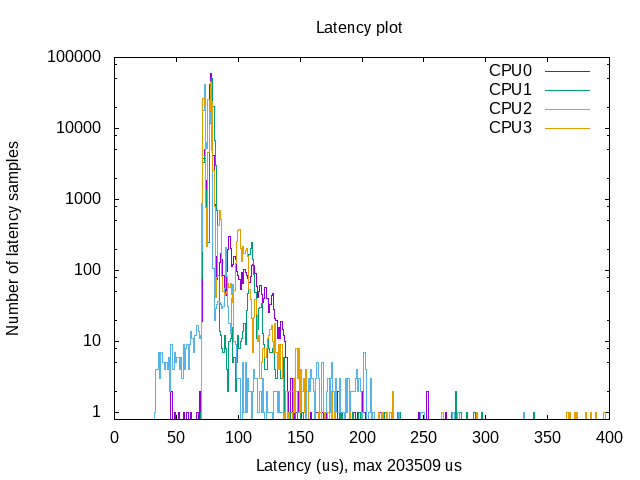 Latency plot
Number of latency samples
100000
10000
1000
100
10
1
CPU0
CPU1
CPU2
CPU3
0 50 100 150 200 250 300 350 400
Latency (us), max 203509 us